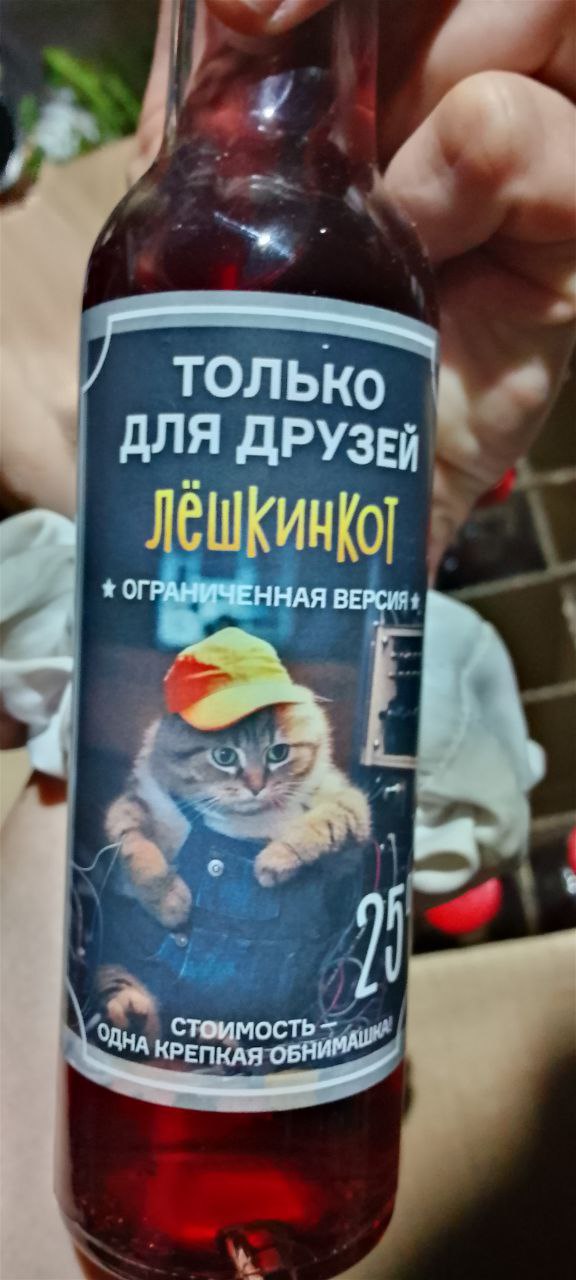 ТОЛЬКО
ДЛЯ ДРУЗЕЙ
ЛЁШКИНКОТ
★ ОГРАНИЧЕННАЯ ВЕРСИЯ ★
25°
СТОИМОСТЬ –
ОДНА КРЕПКАЯ ОБНИМАШКА!